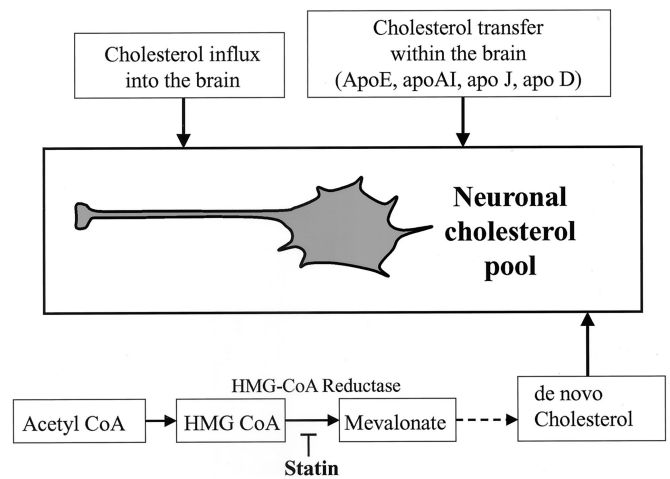 Cholesterol influx
into the brain
Cholesterol transfer
within the brain
(ApoE, apoAI, apo J, apo D)
Neuronal
cholesterol
pool
HMG-CoA Reductase
Acetyl CoA
HMG CoA
Mevalonate
de novo
Cholesterol
Statin